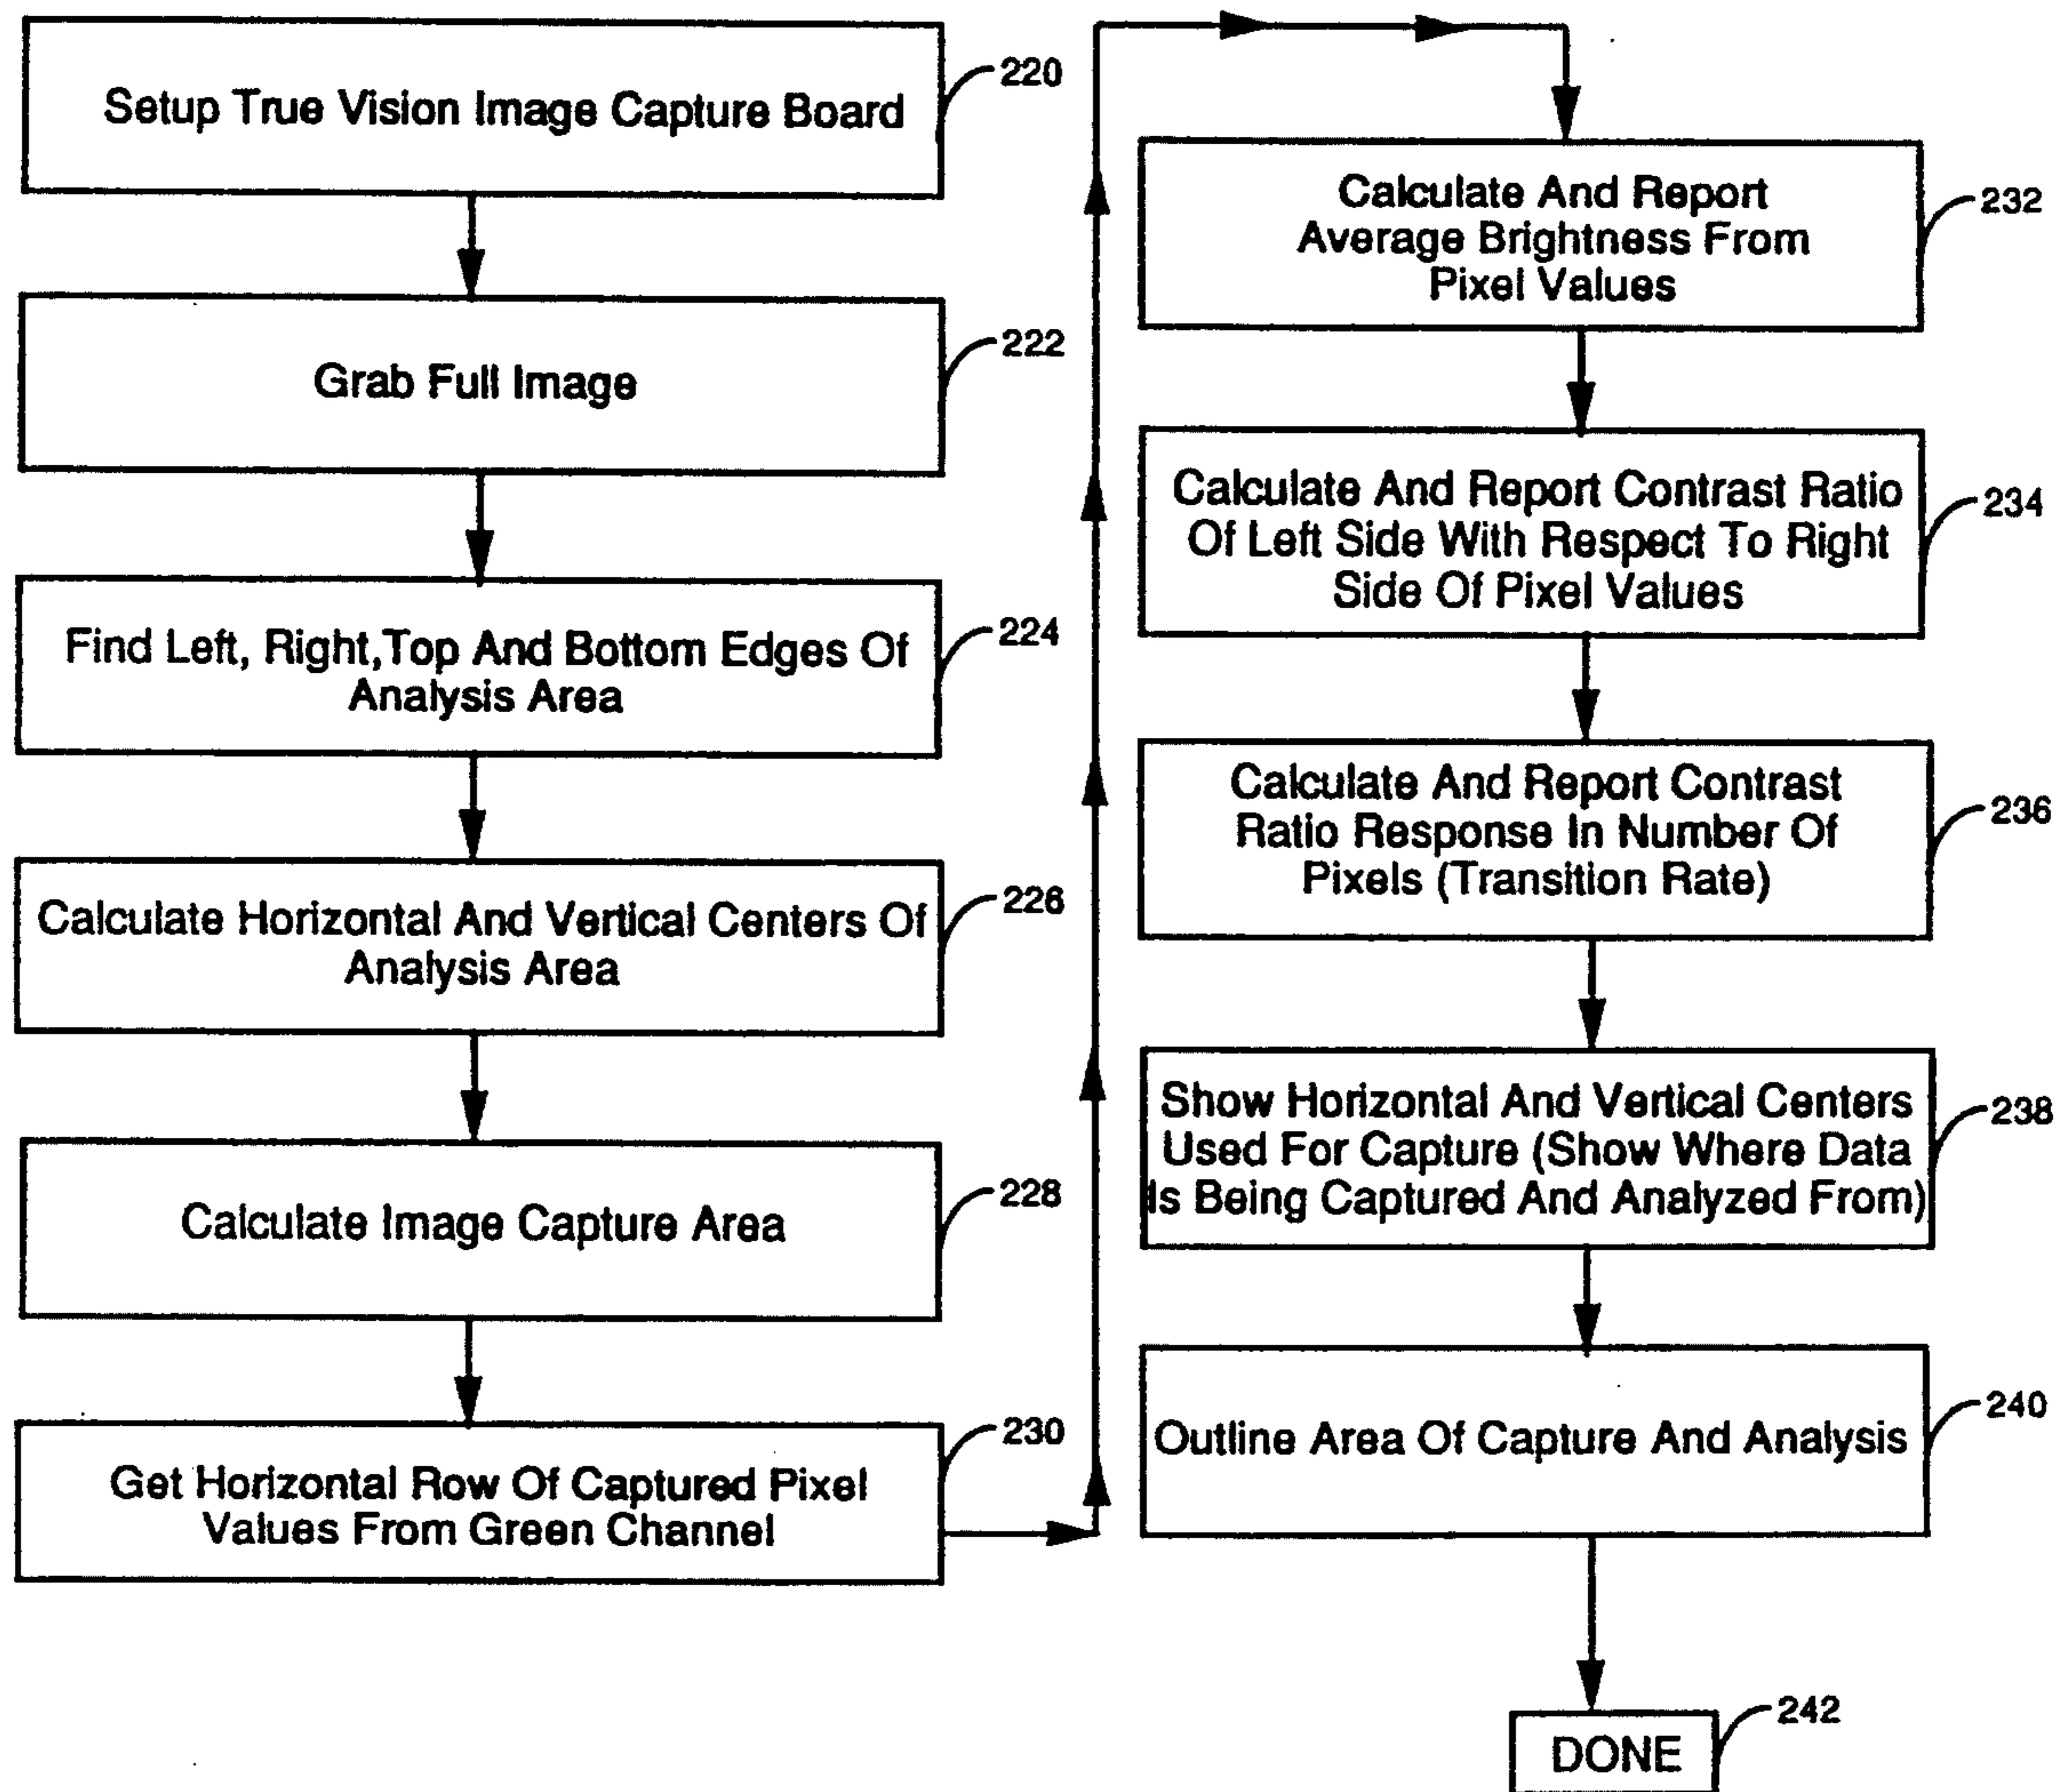 Setup True Vision Image Capture Board
220
Grab Full Image
222
Find Left, Right,Top And Bottom Edges Of
Analysis Area
224
Calculate Horizontal And Vertical Centers Of
Analysis Area
226
Calculate Image Capture Area
228
Get Horizontal Row Of Captured Pixel
Values From Green Channel
230
Calculate And Report
Average Brightness From
Pixel Values
232
Calculate And Report Contrast Ratio
Of Left Side With Respect To Right
Side Of Pixel Values
234
Calculate And Report Contrast
Ratio Response In Number Of
Pixels (Transition Rate)
236
Show Horizontal And Vertical Centers
Used For Capture (Show Where Data
Is Being Captured And Analyzed From)
238
Outline Area Of Capture And Analysis
240
DONE
242